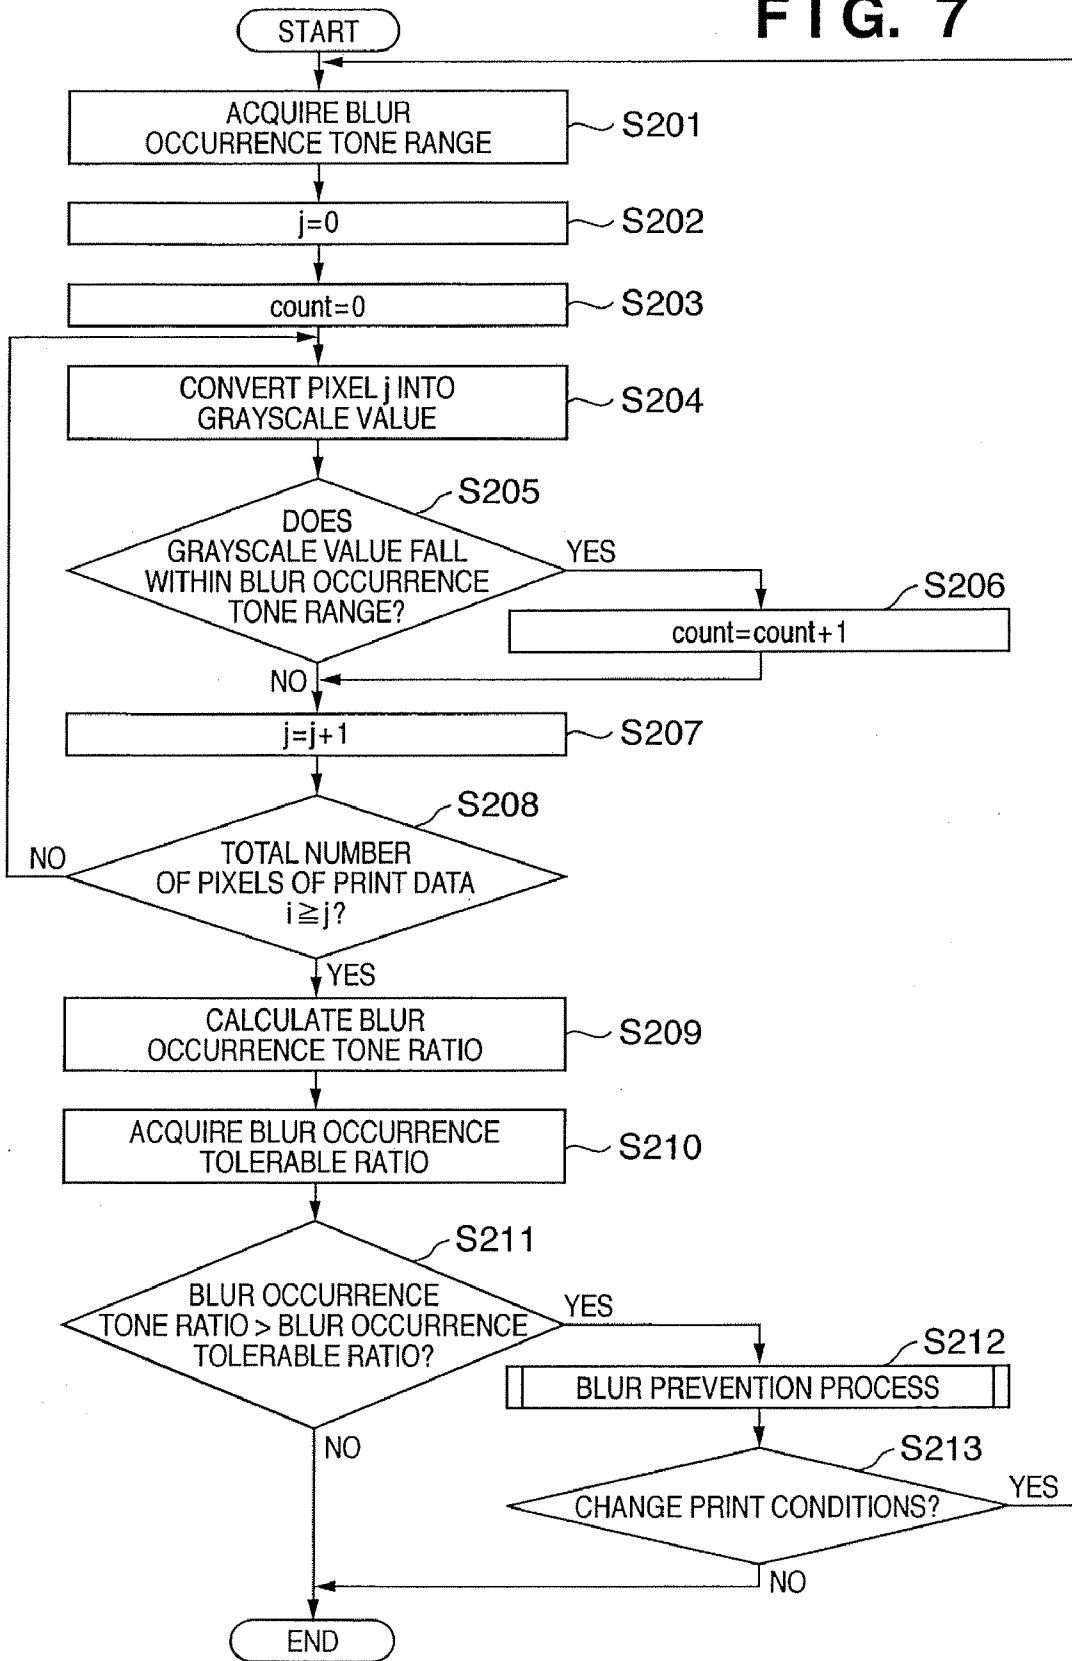 FIG. 7
START
ACQUIRE BLUR
OCCURRENCE TONE RANGE
S201
j=0
S202
count=0
S203
CONVERT PIXEL j INTO
GRAYSCALE VALUE
S204
S205
DOES
GRAYSCALE VALUE FALL
WITHIN BLUR OCCURRENCE
TONE RANGE?
YES
S206
count=count+1
NO
j=j+1
S207
S208
TOTAL NUMBER
OF PIXELS OF PRINT DATA
i≧j?
NO
YES
CALCULATE BLUR
OCCURRENCE TONE RATIO
S209
ACQUIRE BLUR OCCURRENCE
TOLERABLE RATIO
S210
S211
BLUR OCCURRENCE
TONE RATIO > BLUR OCCURRENCE
TOLERABLE RATIO?
YES
S212
BLUR PREVENTION PROCESS
NO
S213
CHANGE PRINT CONDITIONS?
YES
NO
END